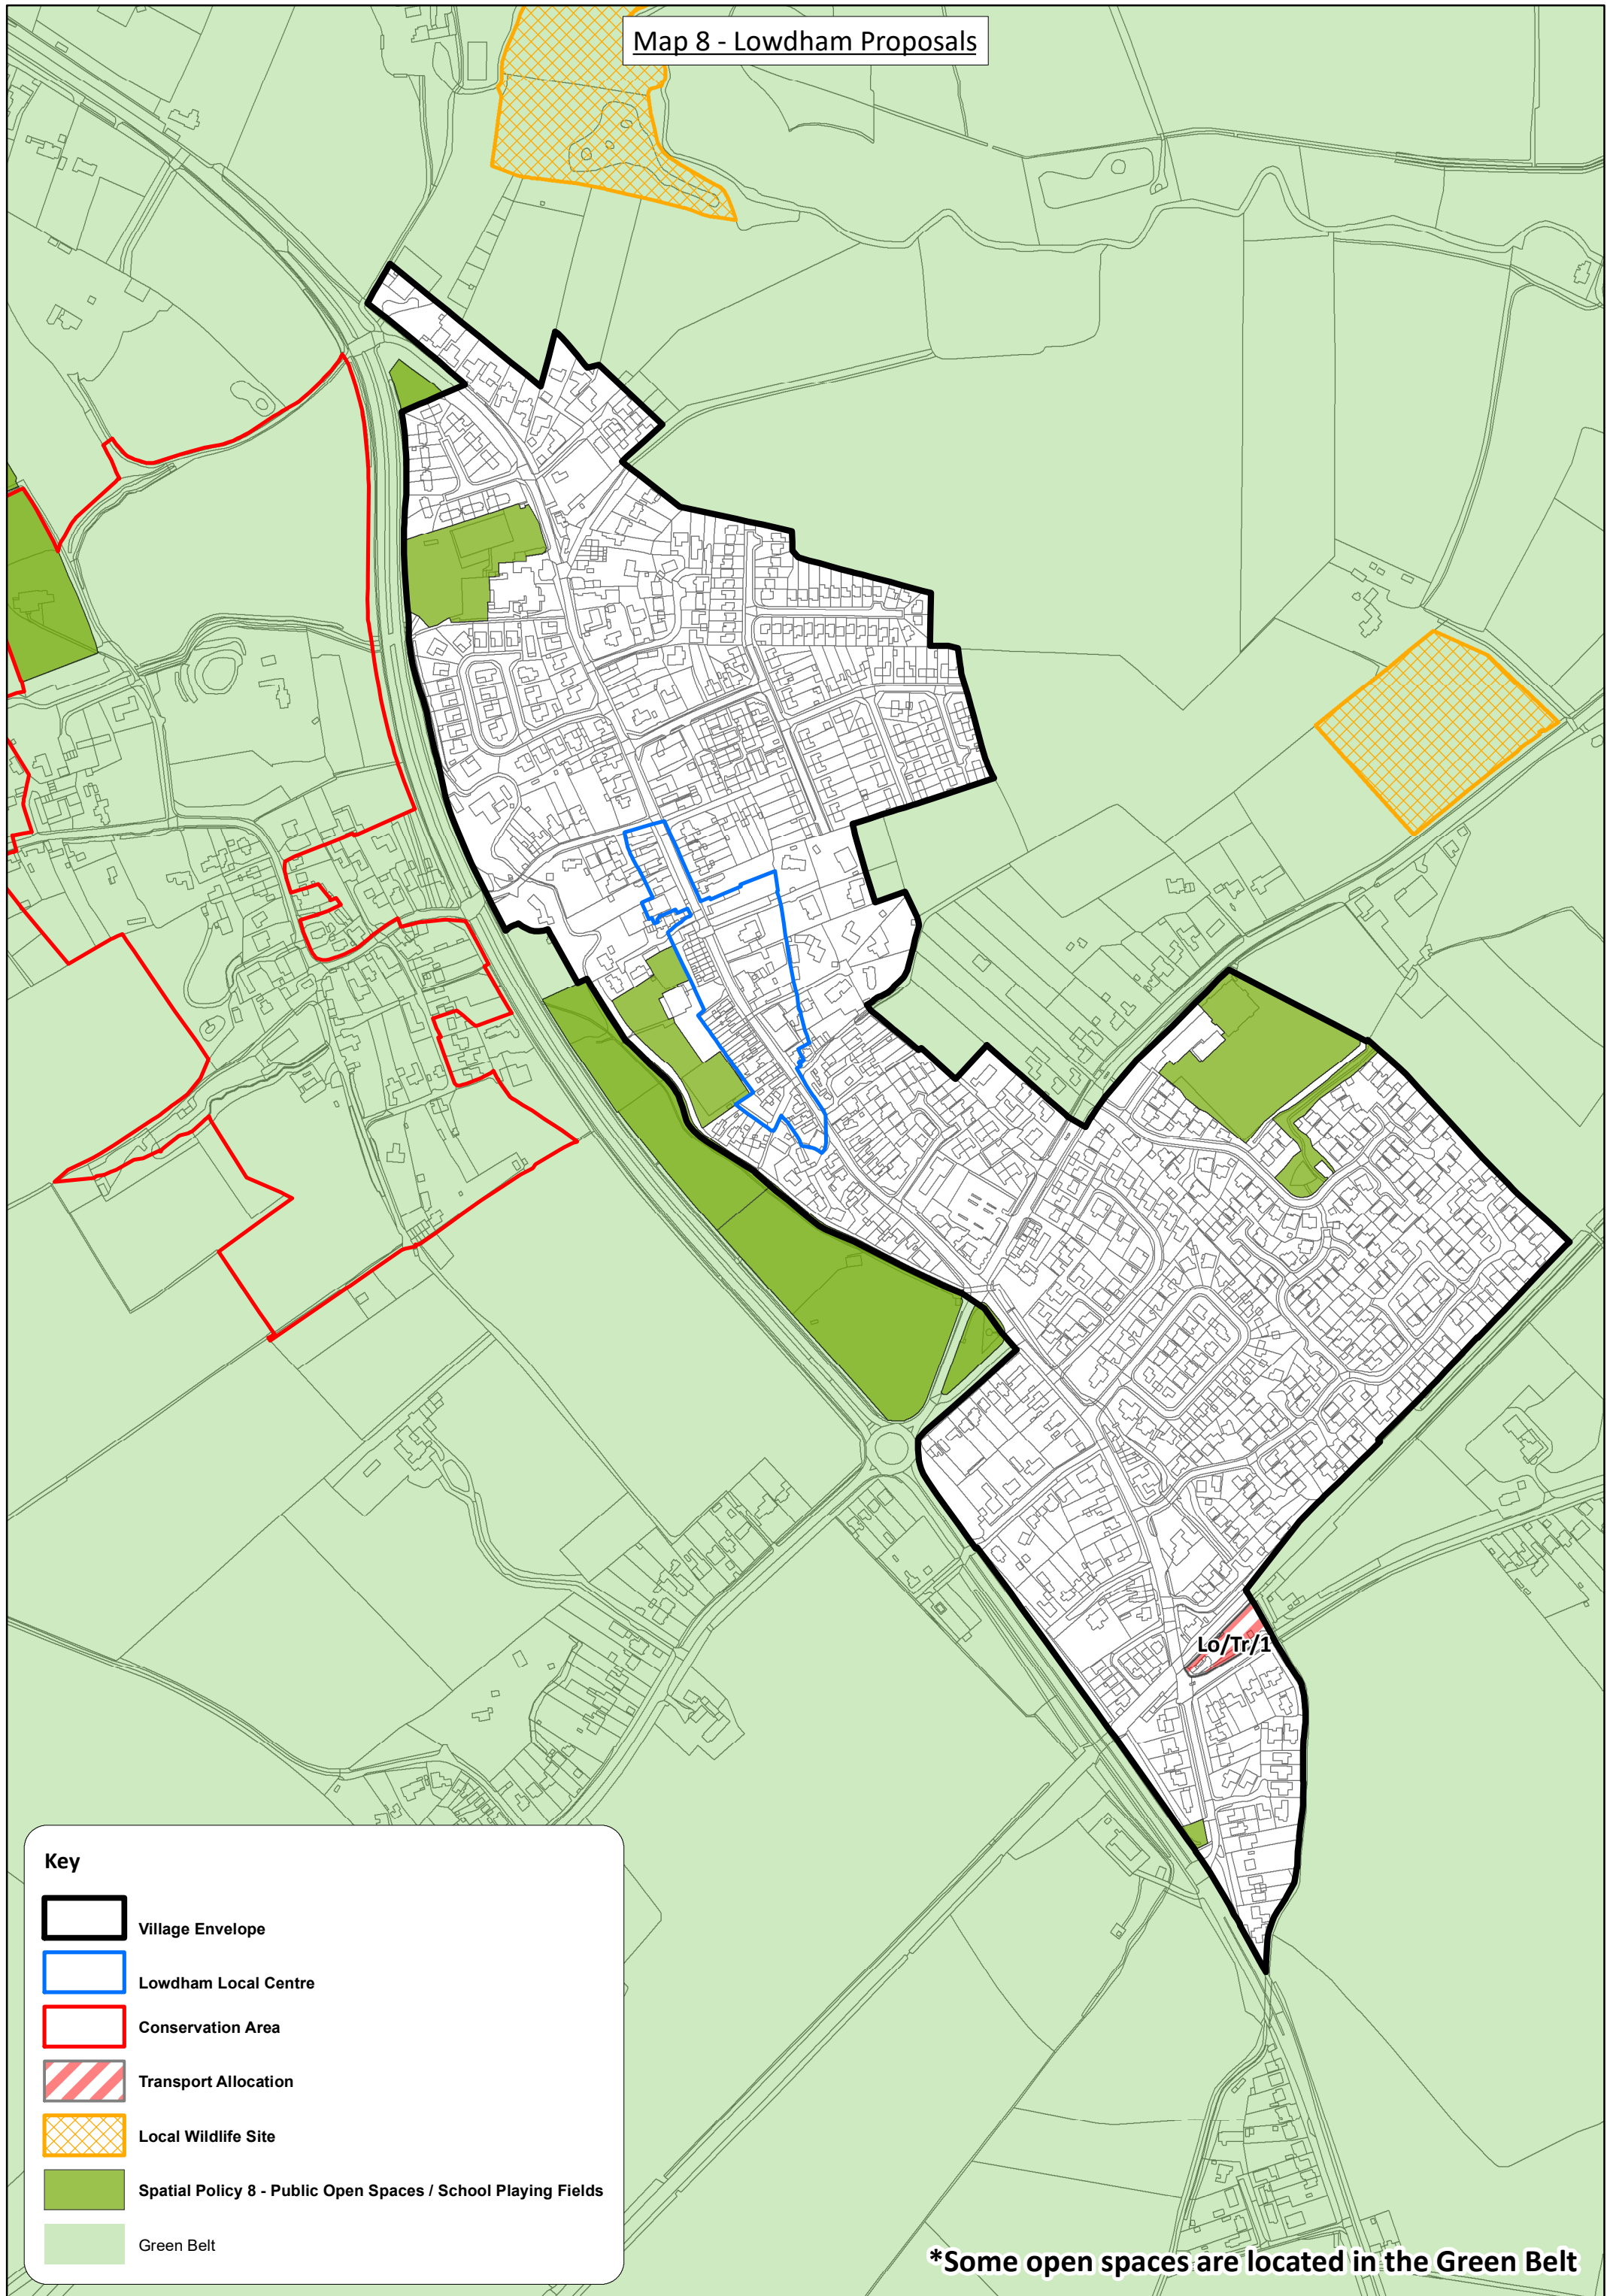 Map 8 - Lowdham Proposals
Lo/Tr/1
Key
Village Envelope
Lowdham Local Centre
Conservation Area
Transport Allocation
Local Wildlife Site
Spatial Policy 8 - Public Open Spaces / School Playing Fields
Green Belt
*Some open spaces are located in the Green Belt